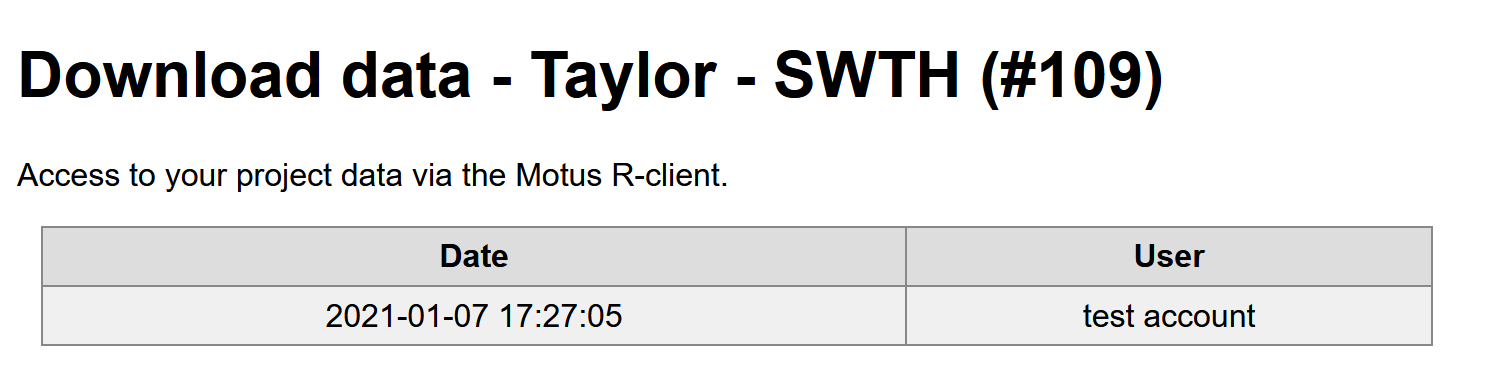 Download data - Taylor - SWTH (#109)
Access to your project data via the Motus R-client.
Date User
2021-01-07 17:27:05 test account